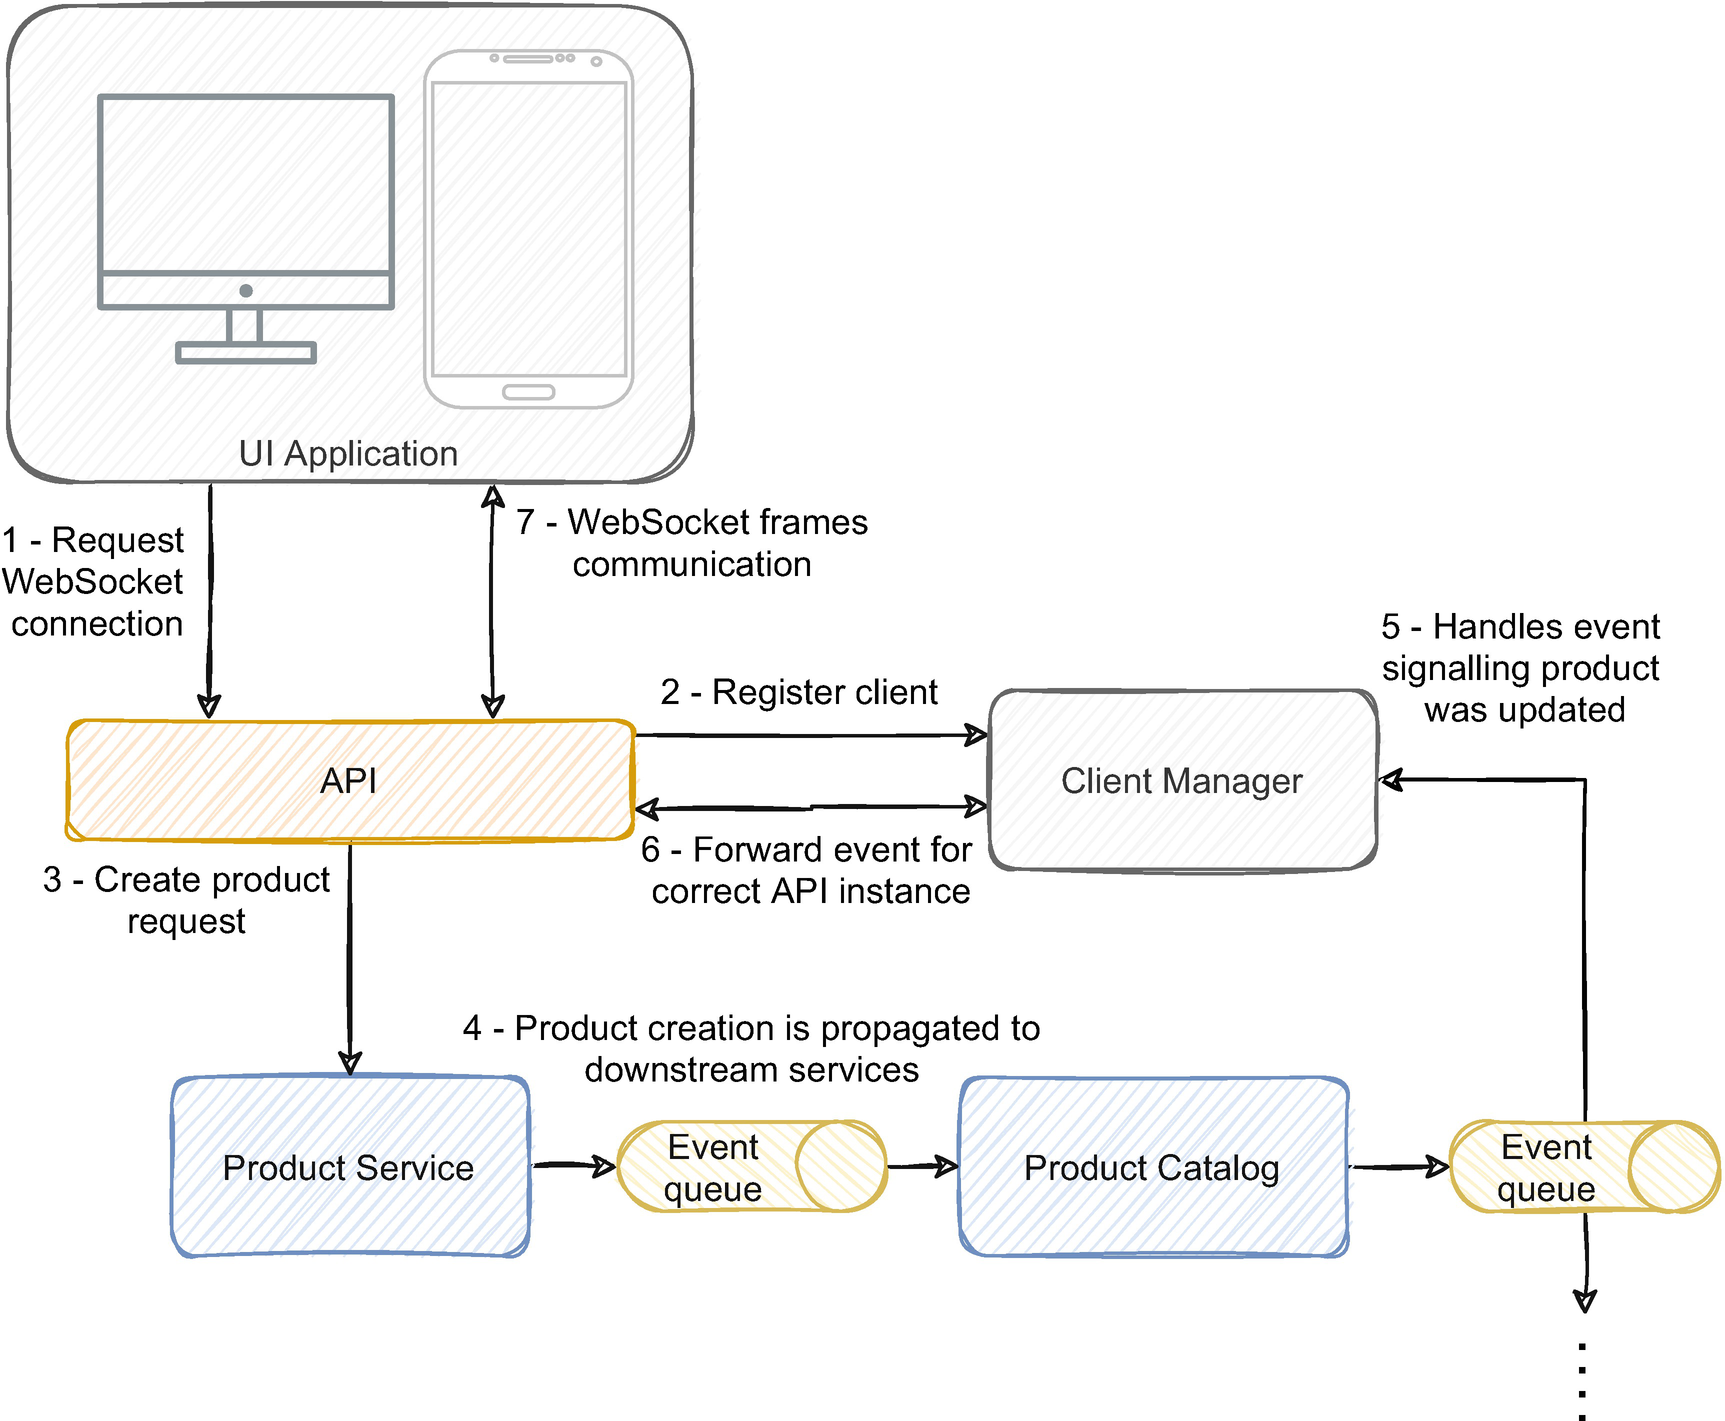 UI Application
1 - Request
WebSocket
connection
7 - WebSocket frames
communication
2 - Register client
5 - Handles event
signalling product
was updated
API
Client Manager
6 - Forward event for
correct API instance
3 - Create product
request
4 - Product creation is propagated to
downstream services
Product Service
Event
queue
Product Catalog
Event
queue